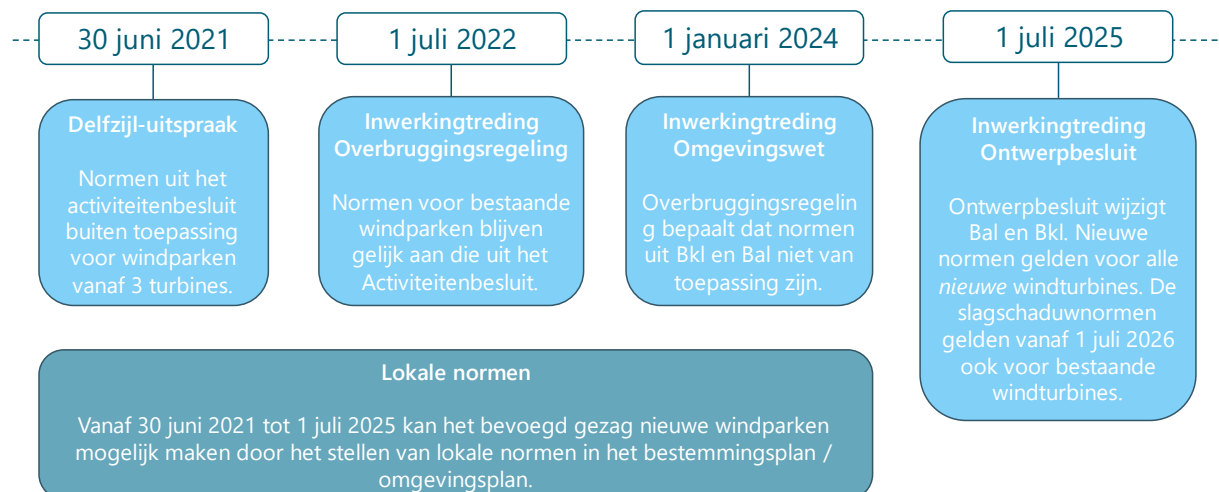 30 juni 2021
1 juli 2022
1 januari 2024
1 juli 2025
Delfzijl-uitspraak
Normen uit het
activiteitenbesluit
buiten toepassing
voor windparken
vanaf 3 turbines.
Inwerkingtreding
Overbruggingsregeling
Normen voor bestaande
windparken blijven
gelijk aan die uit het
Activiteitenbesluit.
Inwerkingtreding
Omgevingswet
Overbruggingsregelin
g bepaalt dat normen
uit Bkl en Bal niet van
toepassing zijn.
Inwerkingtreding
Ontwerpbesluit
Ontwerpbesluit wijzigt
Bal en Bkl. Nieuwe
normen gelden voor alle
nieuwe windturbines. De
slagschaduwnormen
gelden vanaf 1 juli 2026
ook voor bestaande
windturbines.
Lokale normen
Vanaf 30 juni 2021 tot 1 juli 2025 kan het bevoegd gezag nieuwe windparken
mogelijk maken door het stellen van lokale normen in het bestemmingsplan /
omgevingsplan.